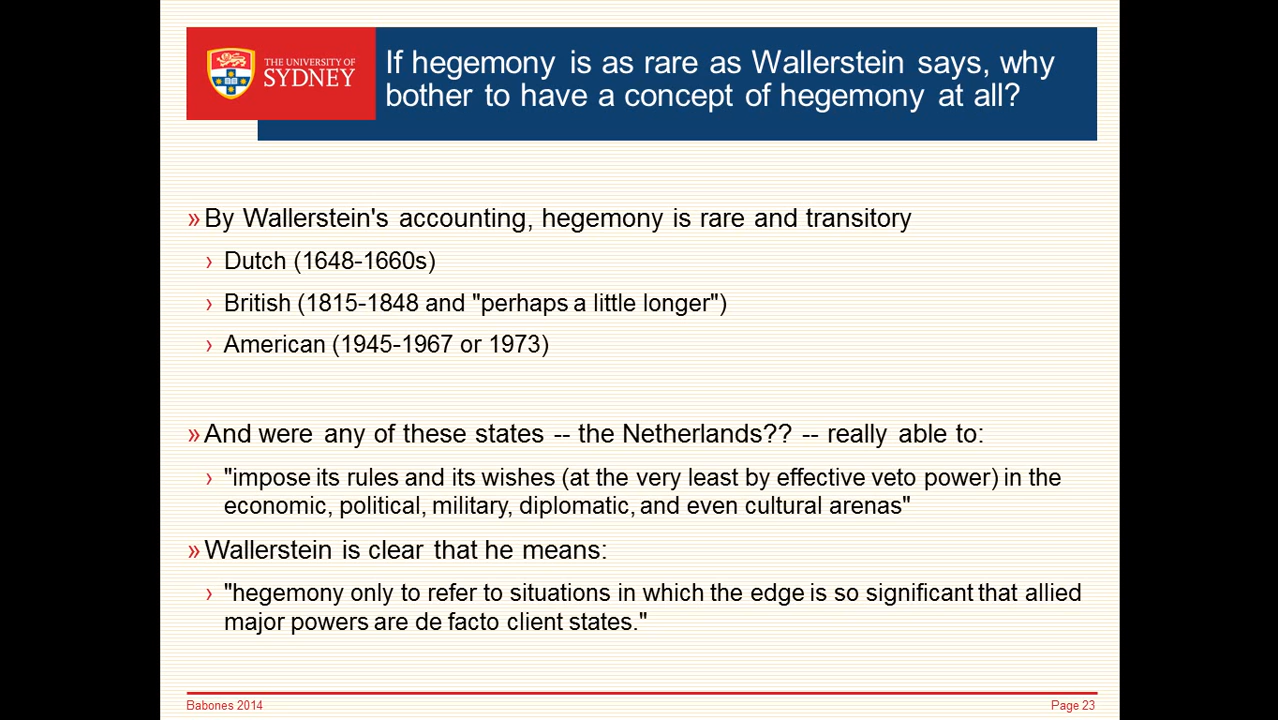 THE UNIVERSITY OF
SYDNEY
If hegemony is as rare as Wallerstein says, why
bother to have a concept of hegemony at all?
» By Wallerstein's accounting, hegemony is rare and transitory
› Dutch (1648-1660s)
› British (1815-1848 and "perhaps a little longer")
› American (1945-1967 or 1973)
» And were any of these states -- the Netherlands?? -- really able to:
› "impose its rules and its wishes (at the very least by effective veto power) in the
economic, political, military, diplomatic, and even cultural arenas"
» Wallerstein is clear that he means:
› "hegemony only to refer to situations in which the edge is so significant that allied
major powers are de facto client states."
Babones 2014
Page 23